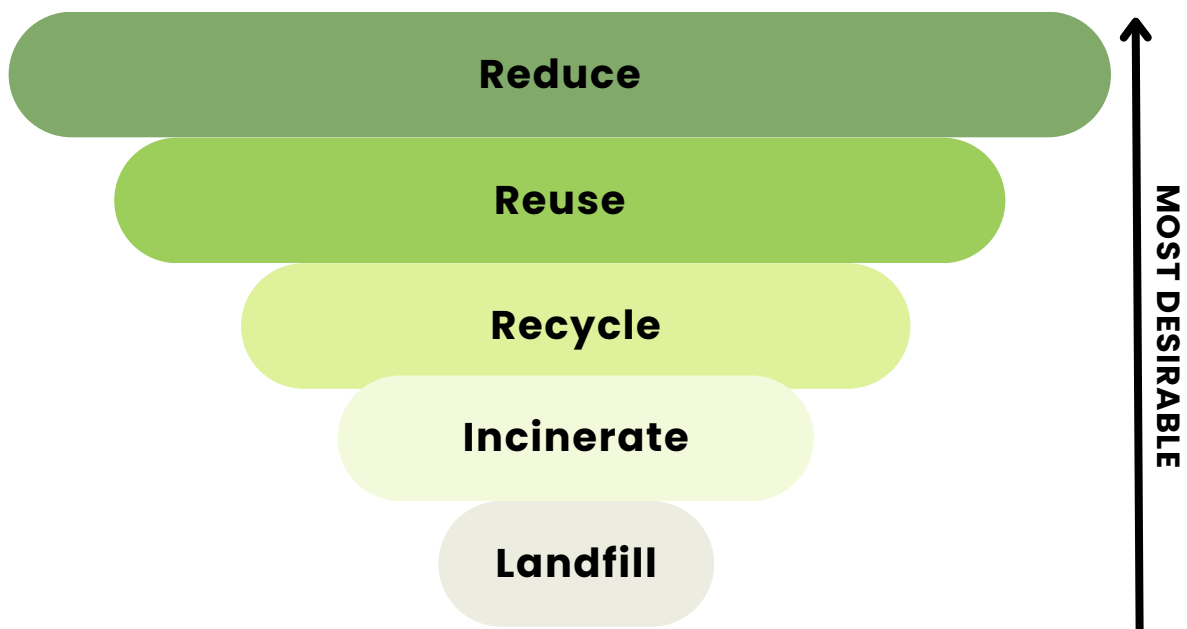 Reduce
Reuse
Recycle
Incinerate
Landfill
MOST DESIRABLE